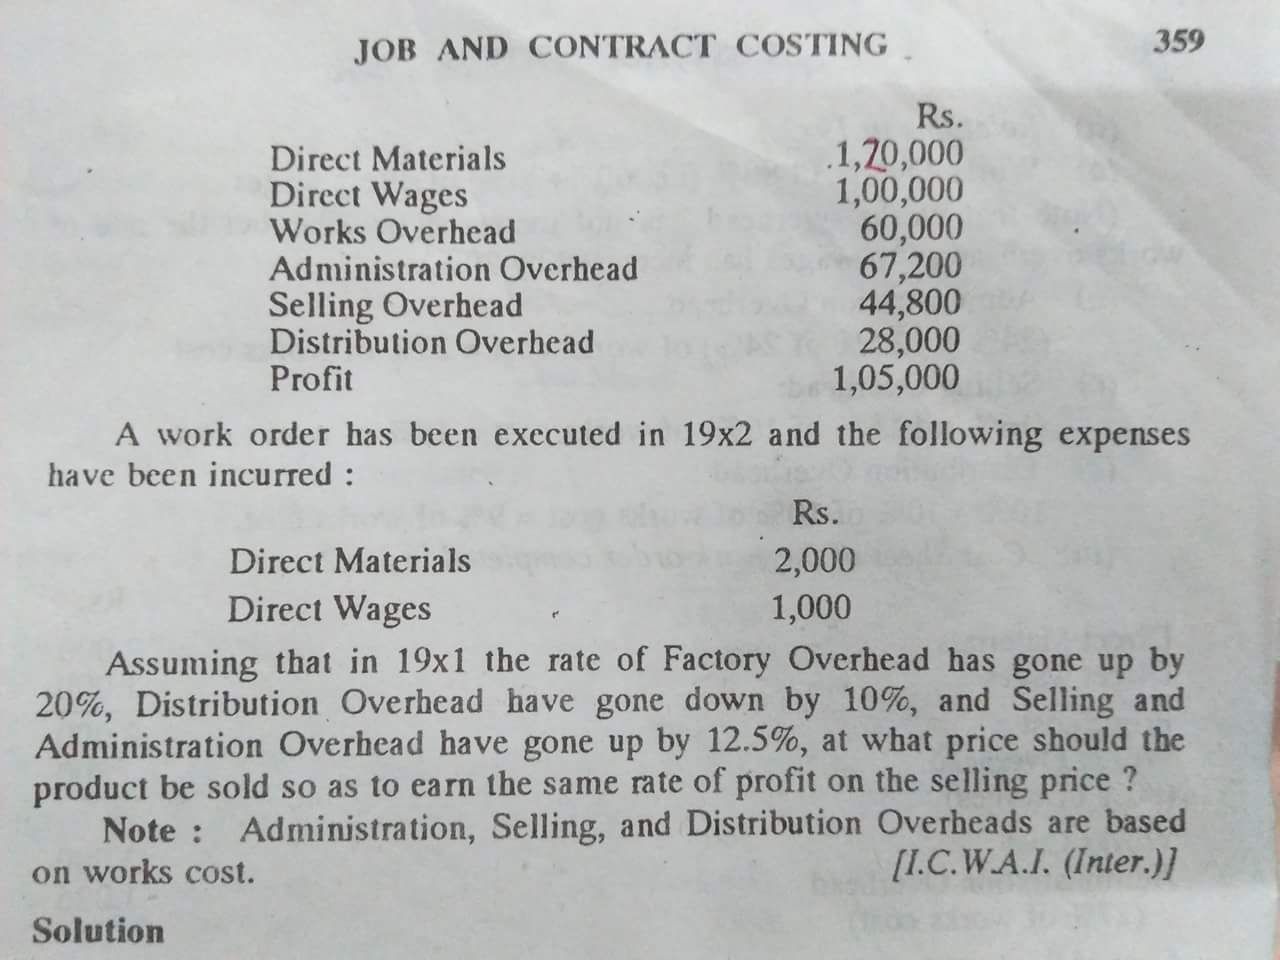 JOB AND CONTRACT COSTING 359
Rs.
Direct Materials 1,20,000
Direct Wages 1,00,000
Works Overhead 60,000
Administration Overhead 67,200
Selling Overhead 44,800
Distribution Overhead 28,000
Profit 1,05,000
A work order has been executed in 19x2 and the following expenses
have been incurred :
Rs.
Direct Materials 2,000
Direct Wages 1,000
Assuming that in 19x1 the rate of Factory Overhead has gone up by
20%, Distribution Overhead have gone down by 10%, and Selling and
Administration Overhead have gone up by 12.5%, at what price should the
product be sold so as to earn the same rate of profit on the selling price ?
Note : Administration, Selling, and Distribution Overheads are based
on works cost. [I.C.W.A.I. (Inter.)]
Solution